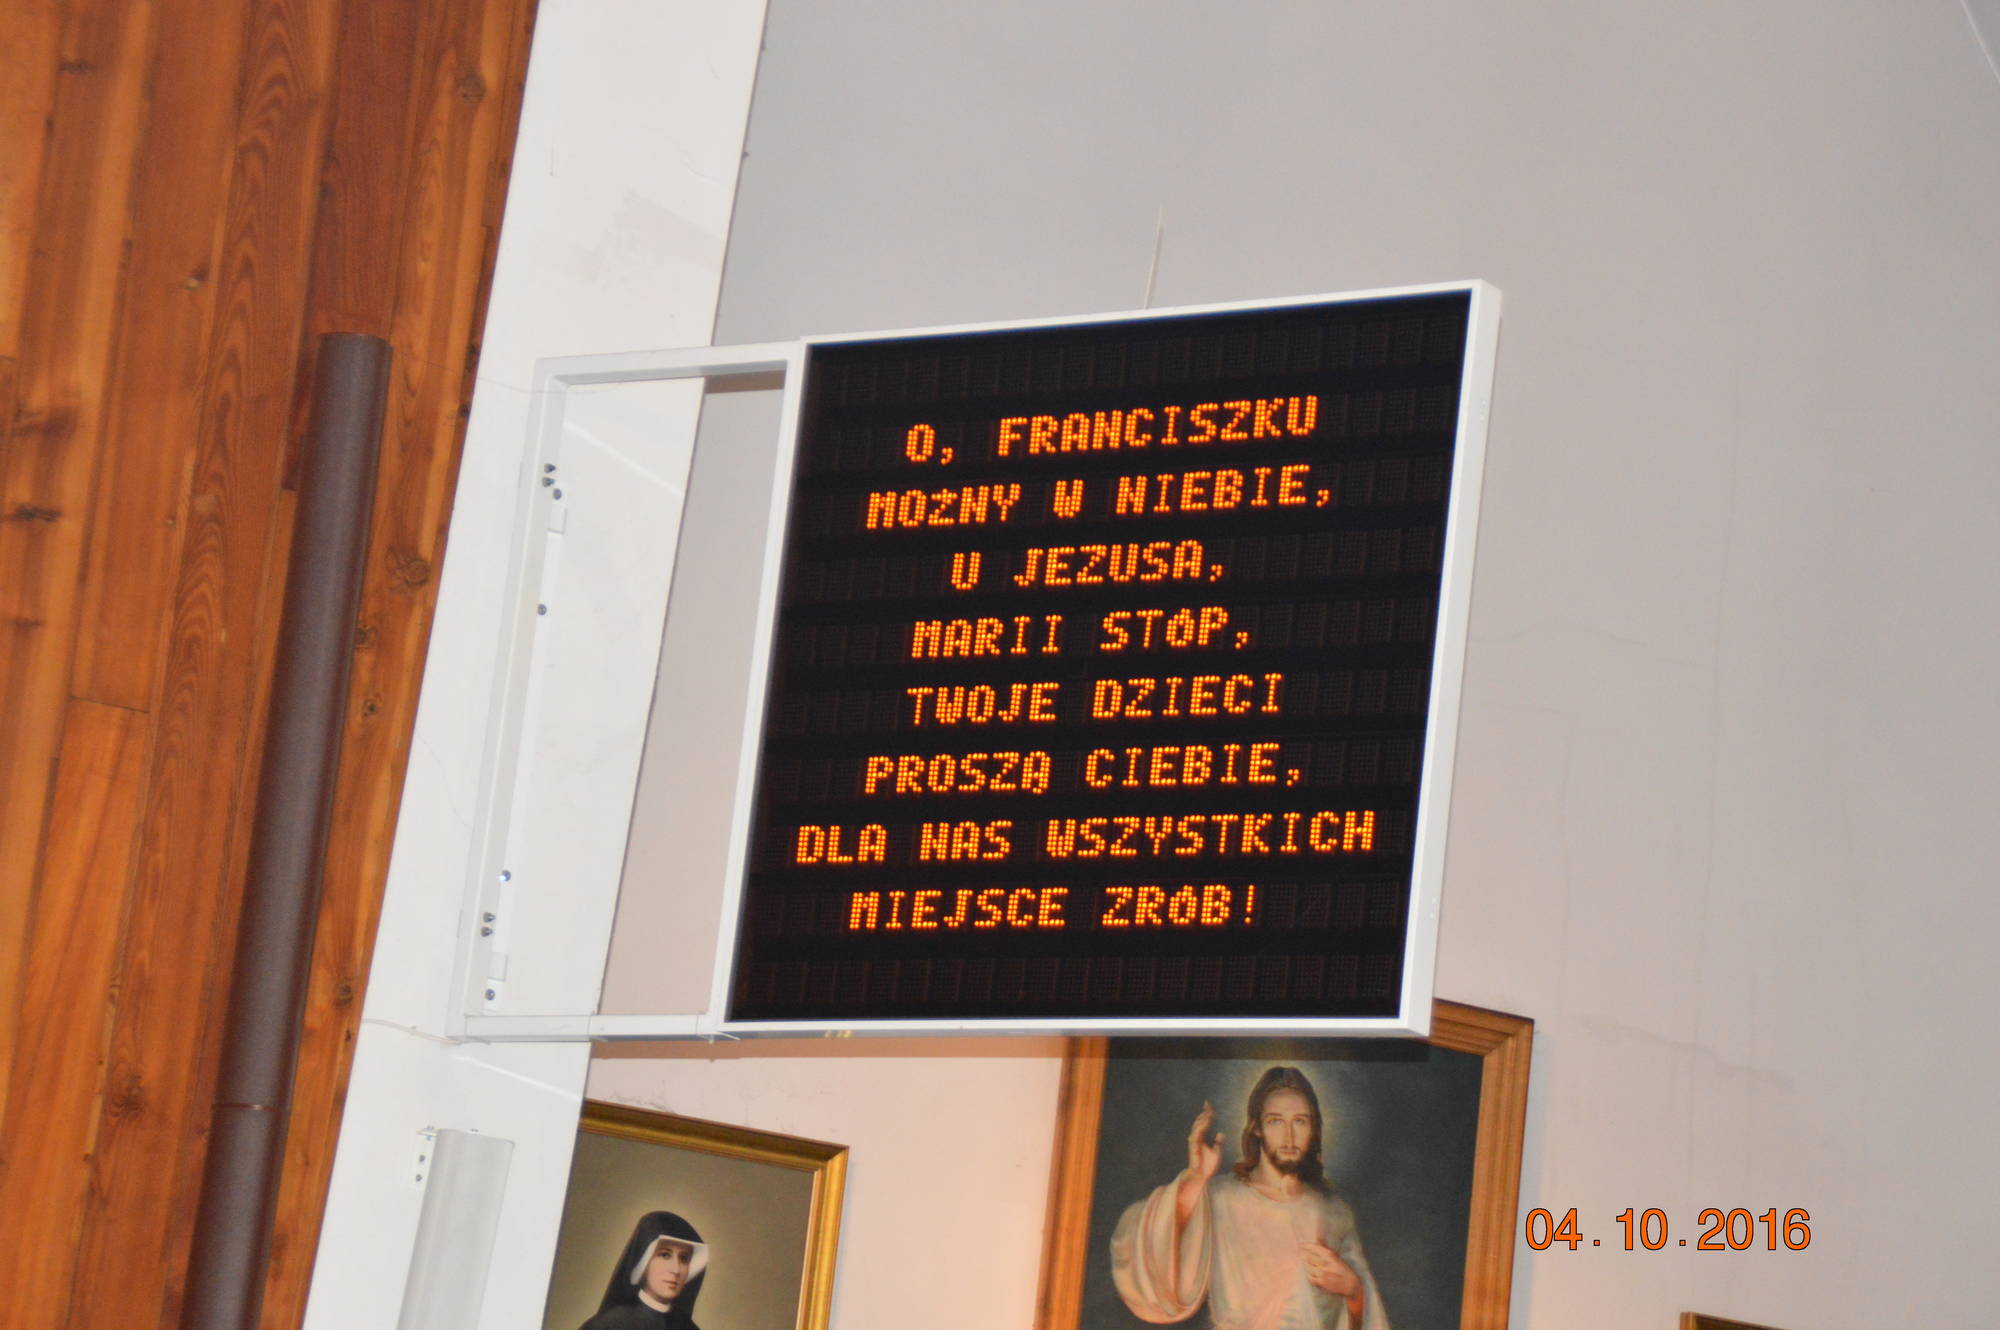 O, FRANCISZKU
MOŻNY W NIEBIE,
U JEZUSA,
MARII STÓP,
TWOJE DZIECI
PROSZĄ CIEBIE,
DLA NAS WSZYSTKICH
MIEJSCE ZRÓB!
04.10.2016